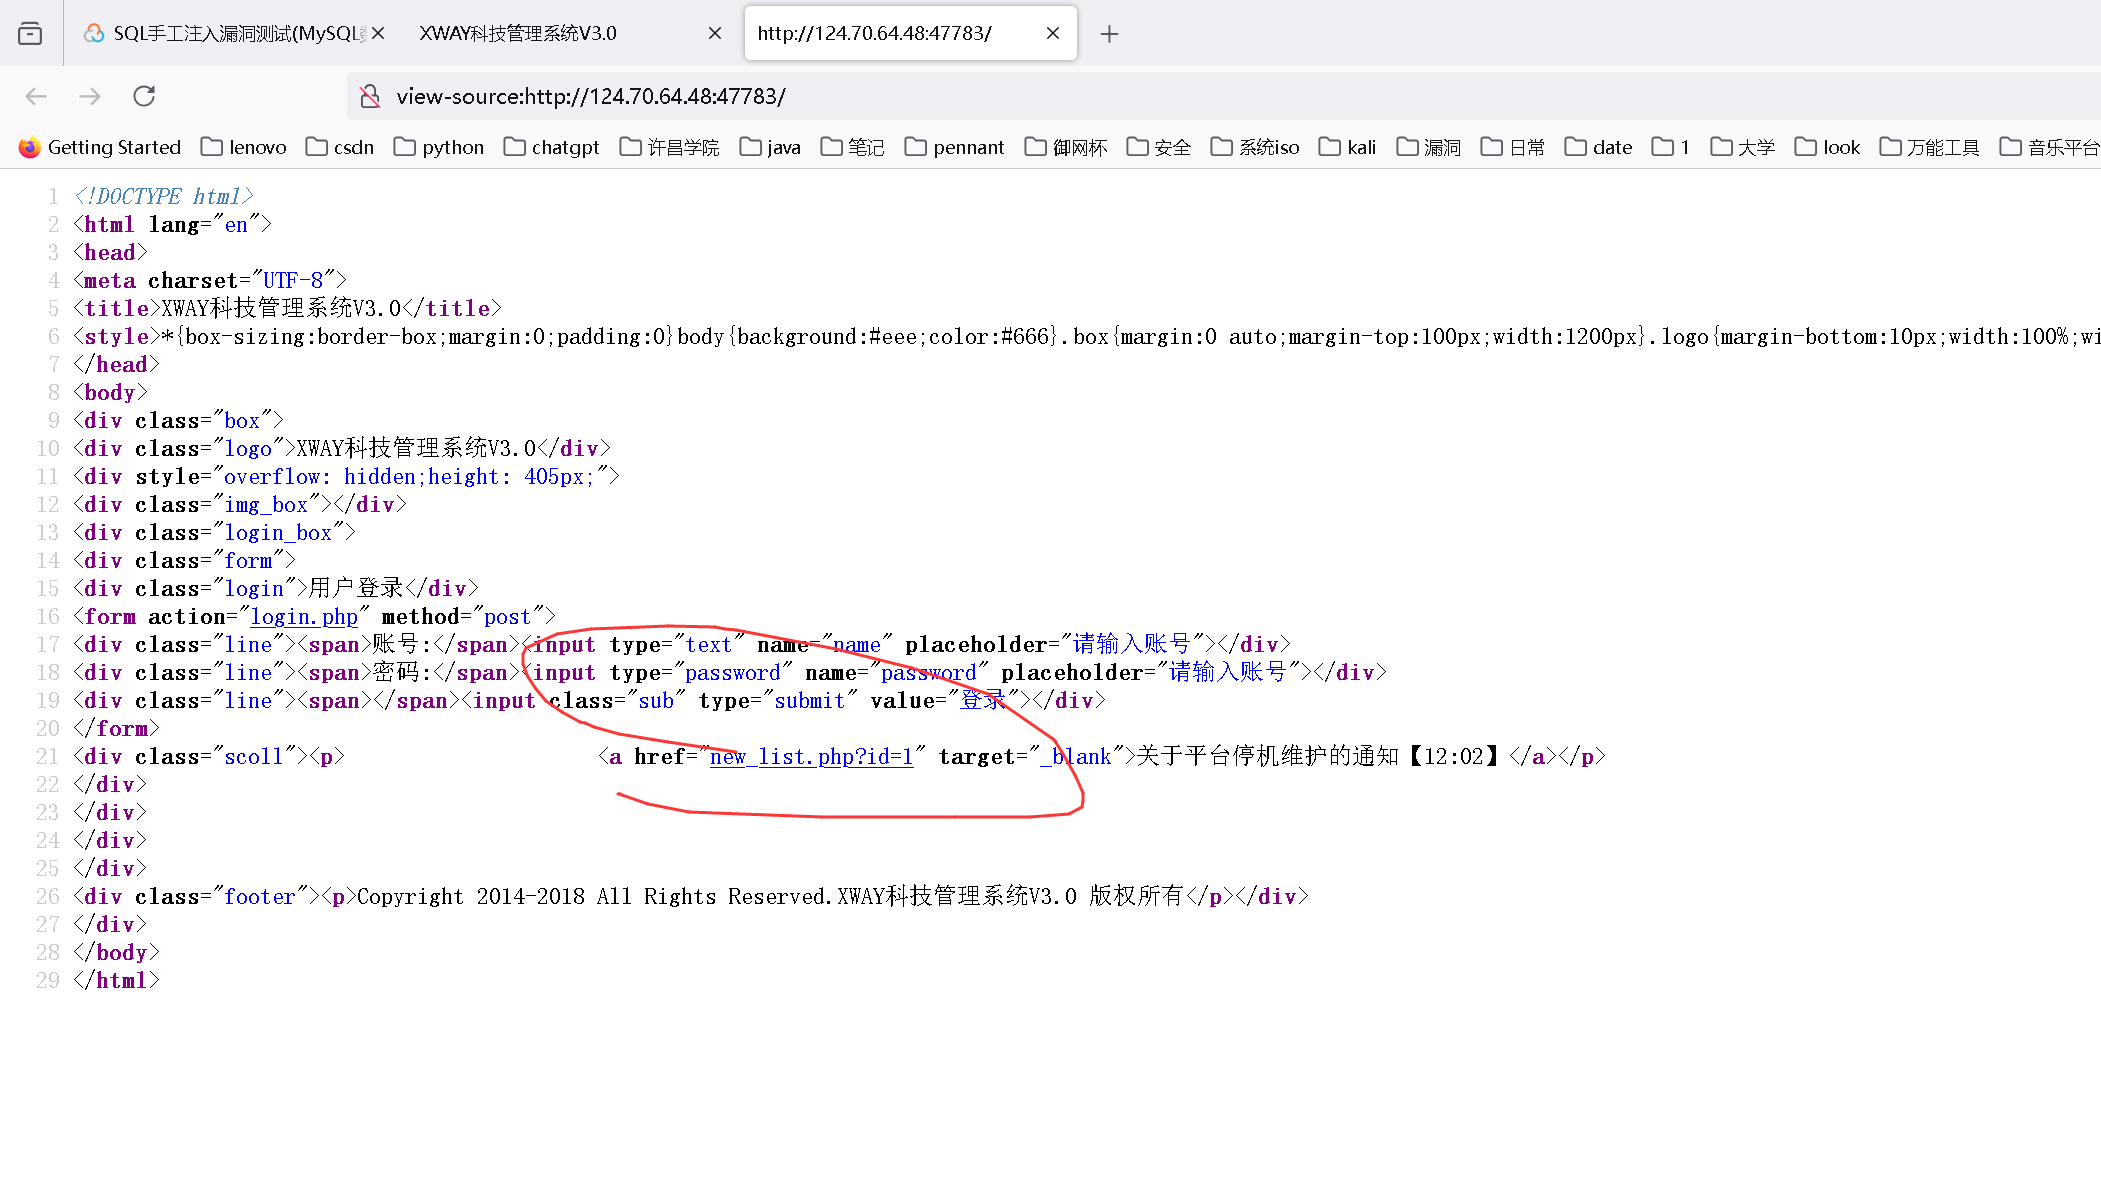 SQL手工注入漏洞测试(MySQL
XWAY科技管理系统V3.0
http://124.70.64.48:47783/
view-source:http://124.70.64.48:47783/
Getting Started lenovo csdn python chatgpt 许昌学院 java 笔记 pennant 御网杯 安全 系统iso kali 漏洞 日常 date 1 大学 look 万能工具 音乐平台
1 <!DOCTYPE html>
2 <html lang="en">
3 <head>
4 <meta charset="UTF-8">
5 <title>XWAY科技管理系统V3.0</title>
6 <style>*{box-sizing:border-box;margin:0;padding:0}body{background:#eee;color:#666}.box{margin:0 auto;margin-top:100px;width:1200px}.logo{margin-bottom:10px;width:100%;wi
7 </head>
8 <body>
9 <div class="box">
10 <div class="logo">XWAY科技管理系统V3.0</div>
11 <div style="overflow: hidden;height: 405px;">
12 <div class="img_box"></div>
13 <div class="login_box">
14 <div class="form">
15 <div class="login">用户登录</div>
16 <form action="login.php" method="post">
17 <div class="line"><span>账号:</span><input type="text" name="name" placeholder="请输入账号"></div>
18 <div class="line"><span>密码:</span><input type="password" name="password" placeholder="请输入账号"></div>
19 <div class="line"><span></span><input class="sub" type="submit" value="登录"></div>
20 </form>
21 <div class="scoll"><p> <a href="new_list.php?id=1" target="_blank">关于平台停机维护的通知【12:02】</a></p>
22 </div>
23 </div>
24 </div>
25 </div>
26 <div class="footer"><p>Copyright 2014-2018 All Rights Reserved.XWAY科技管理系统V3.0 版权所有</p></div>
27 </div>
28 </body>
29 </html>